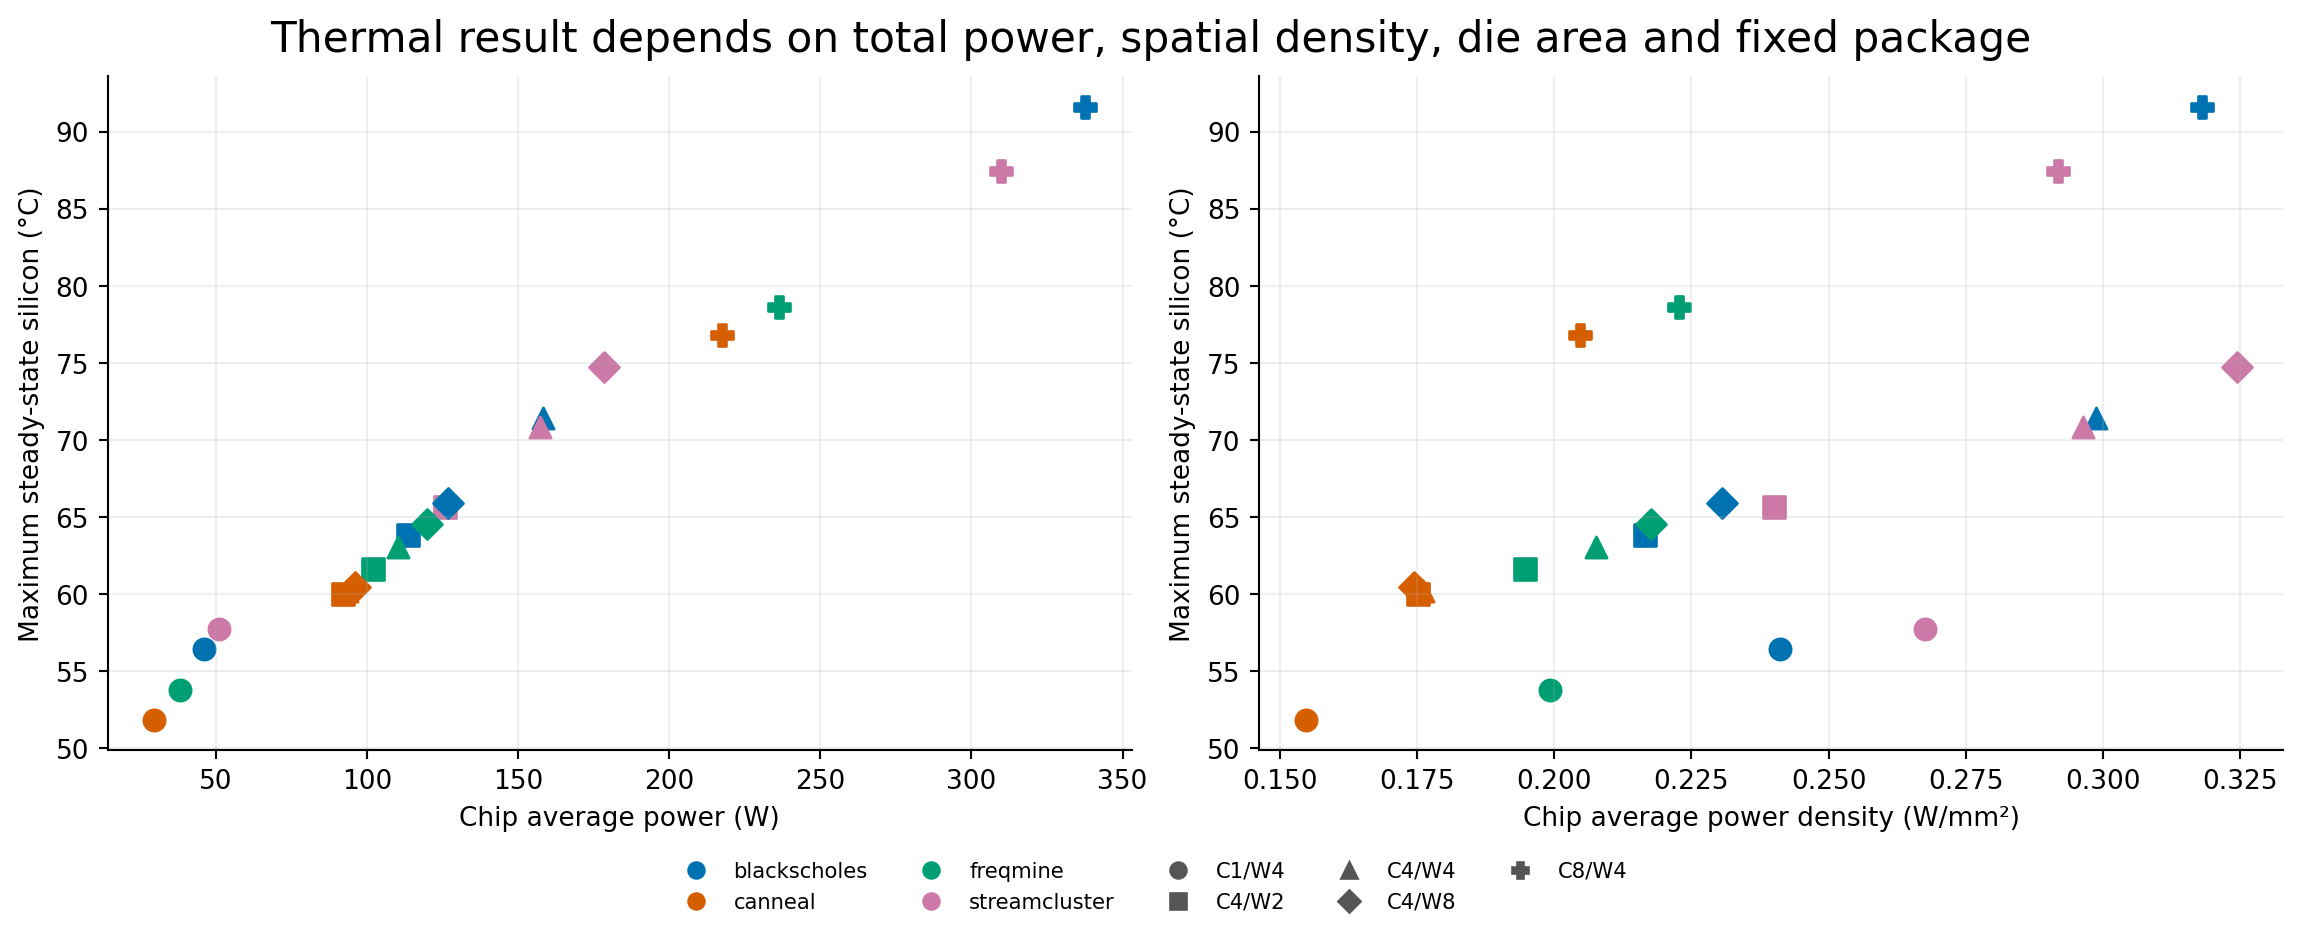 Thermal result depends on total power, spatial density, die area and fixed package
Maximum steady-state silicon (°C)
90
85
80
75
70
65
60
55
50
50
100
150
200
250
300
350
Chip average power (W)
Maximum steady-state silicon (°C)
90
85
80
75
70
65
60
55
50
0.150
0.175
0.200
0.225
0.250
0.275
0.300
0.325
Chip average power density (W/mm²)
blackscholes
canneal
freqmine
streamcluster
C1/W4
C4/W2
C4/W4
C4/W8
C8/W4